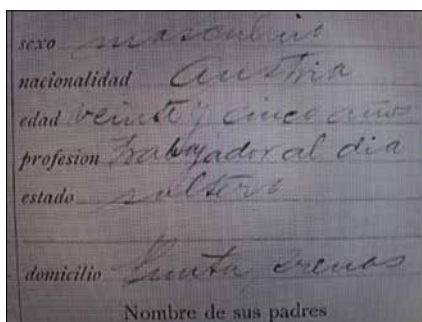 sexo masculino
nacionalidad Austria
edad veinte y cinco años
profesion trabajador al dia
estado soltero
domicilio Punta Arenas
Nombre de sus padres